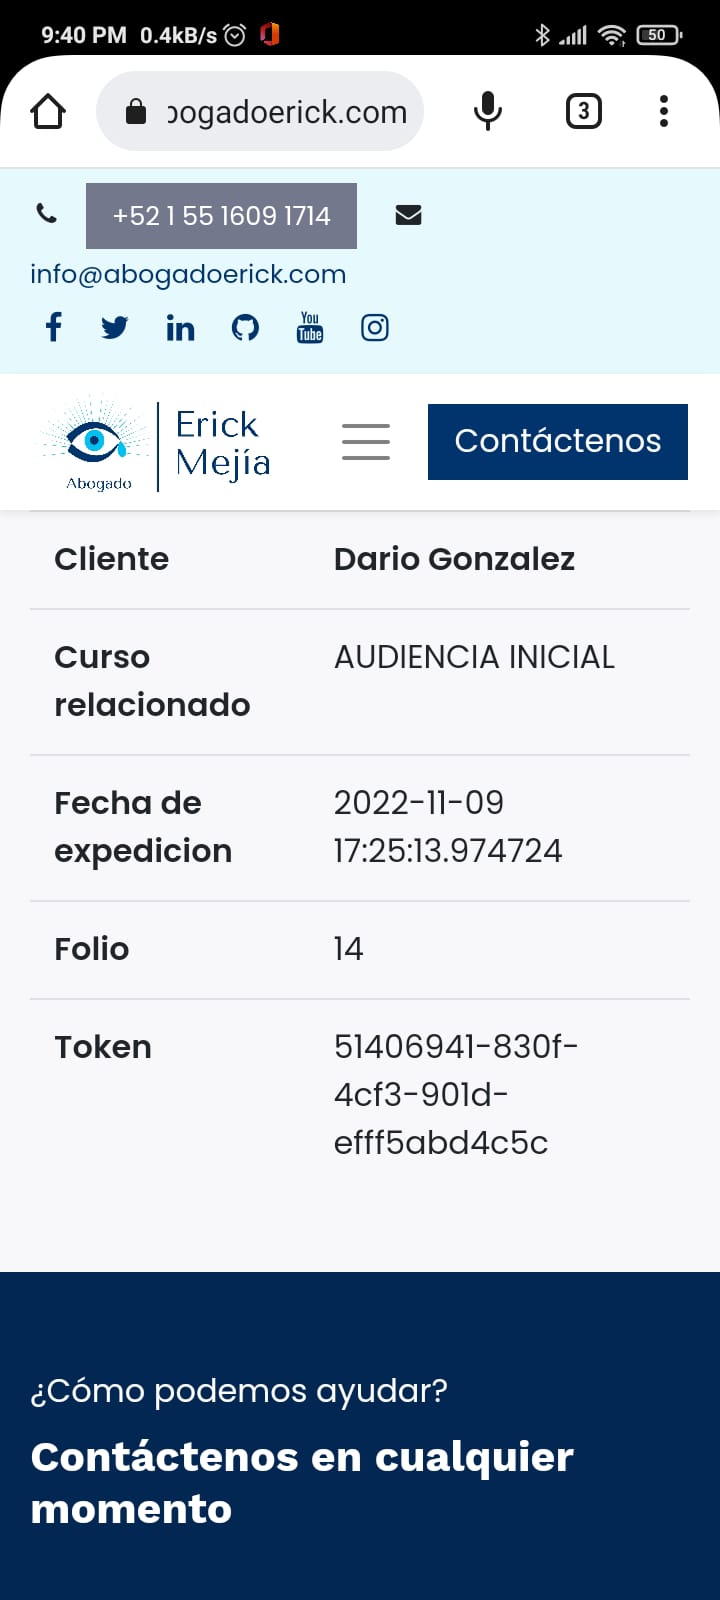 9:40 PM 0.4kB/s 50
bogadoerick.com 3
+52 1 55 1609 1714
info@abogadoerick.com
You
Tube
Erick
Mejía
Abogado
Contáctenos
Cliente Dario Gonzalez
Curso AUDIENCIA INICIAL
relacionado
Fecha de 2022-11-09
expedicion 17:25:13.974724
Folio 14
Token 51406941-830f-
4cf3-901d-
efff5abd4c5c
¿Cómo podemos ayudar?
Contáctenos en cualquier
momento